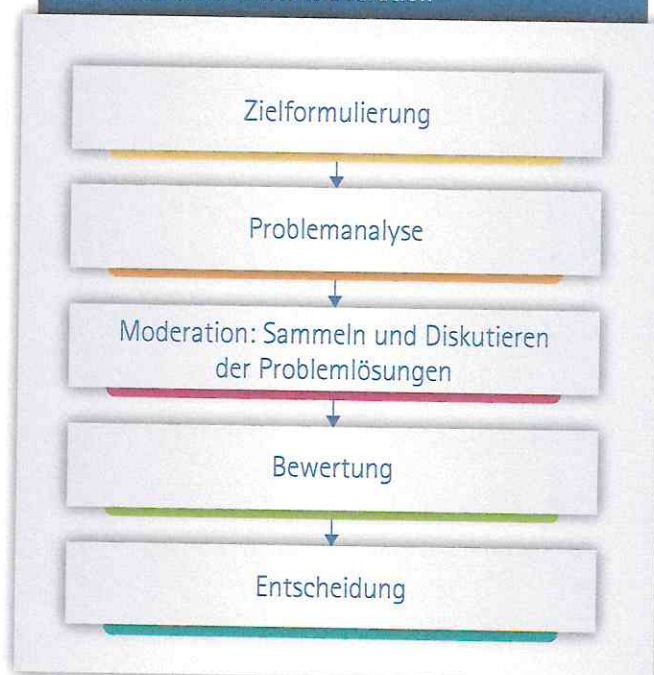 Zielformulierung
Problemanalyse
Moderation: Sammeln und Diskutieren
der Problemlösungen
Bewertung
Entscheidung